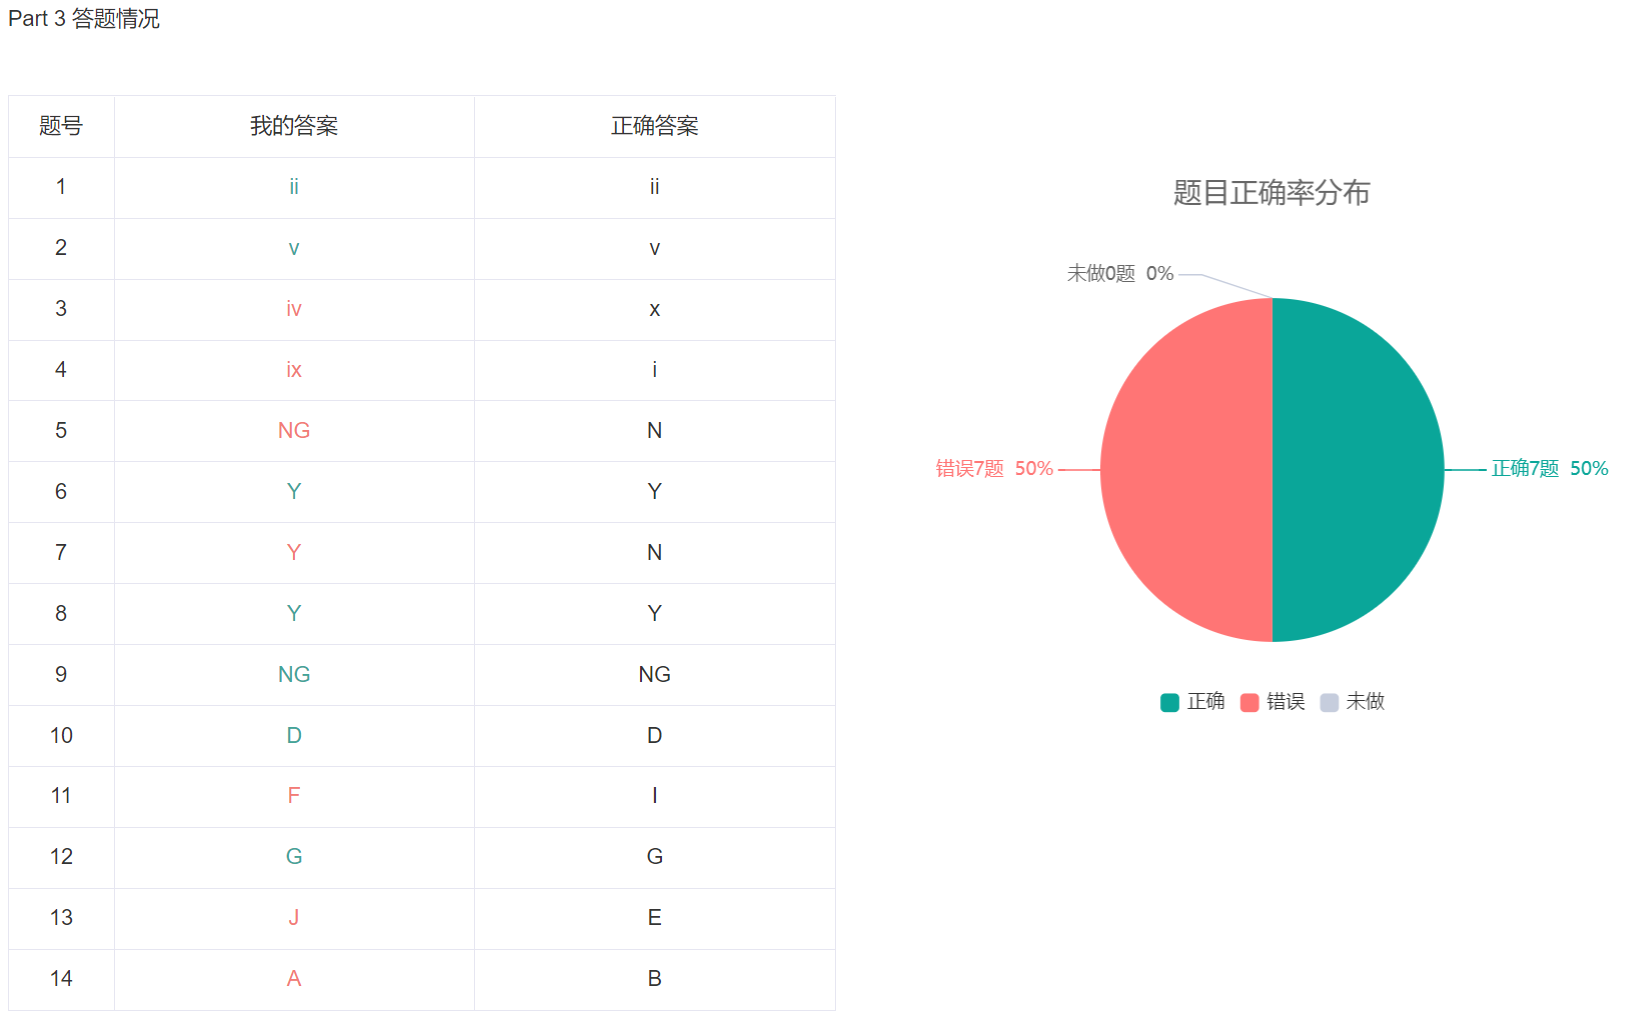 Part 3 答题情况
题号 我的答案 正确答案
1 ii ii
2 v v
3 iv x
4 ix i
5 NG N
6 Y Y
7 Y N
8 Y Y
9 NG NG
10 D D
11 F I
12 G G
13 J E
14 A B
题目正确率分布
未做0题 0%
错误7题 50%
正确7题 50%
正确 错误 未做